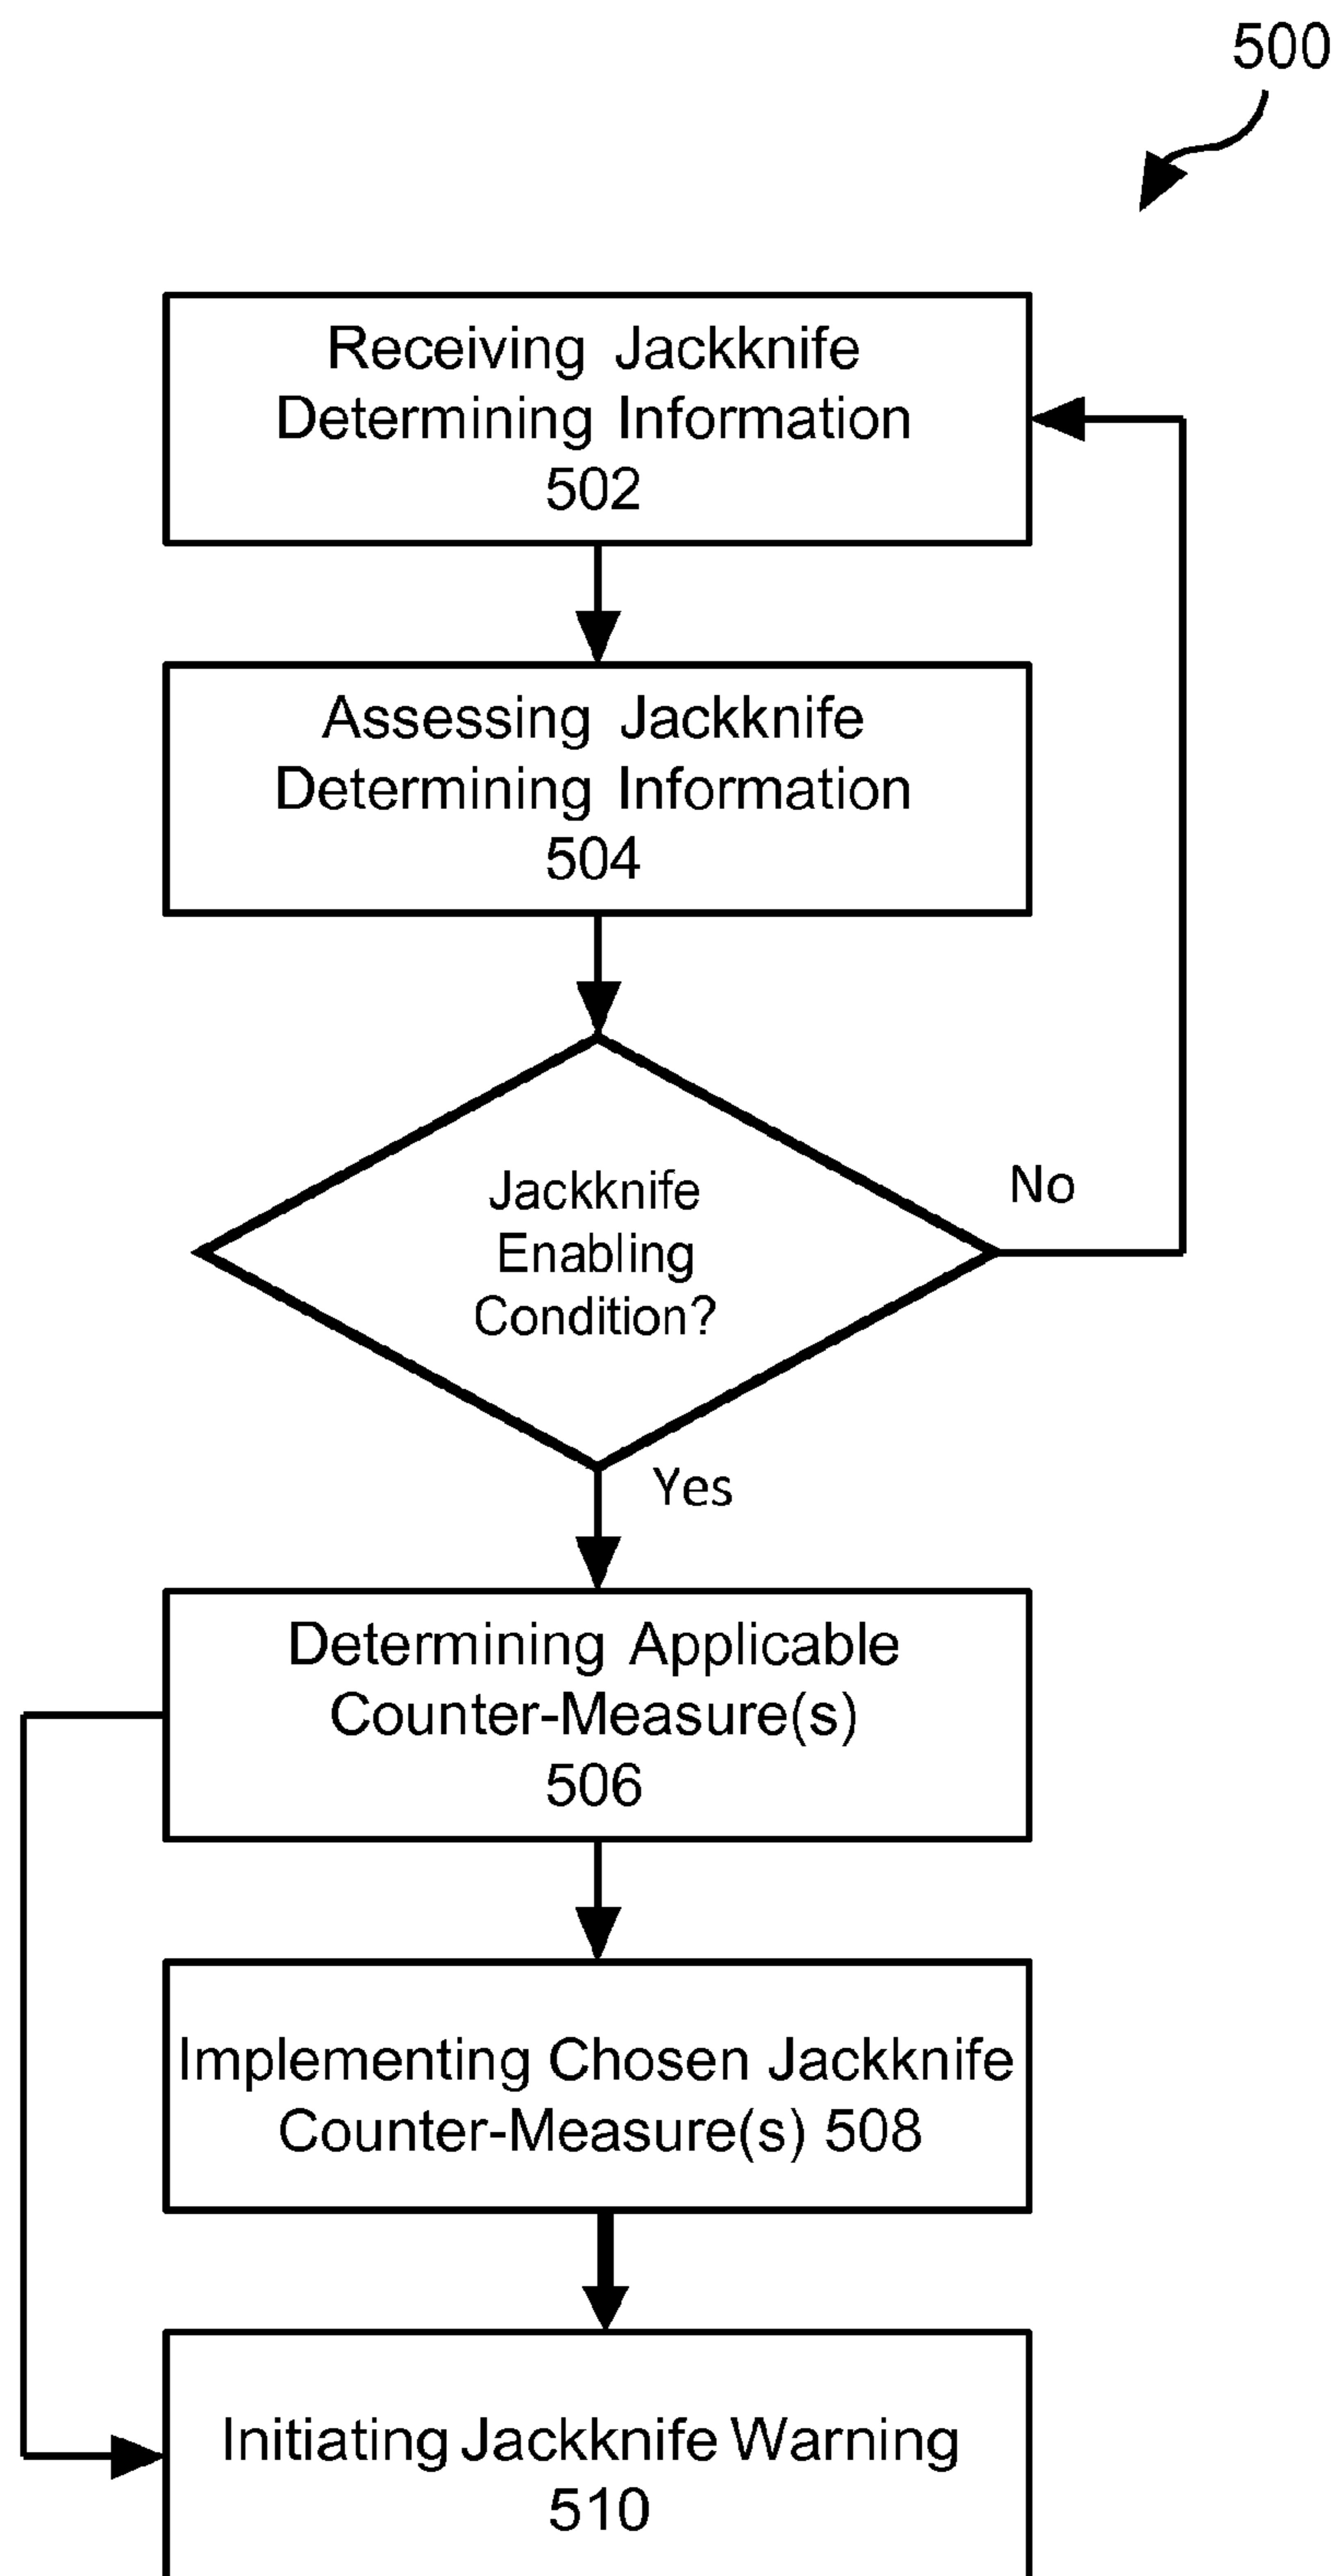 500
Receiving Jackknife
Determining Information
502
Assessing Jackknife
Determining Information
504
Jackknife
Enabling
Condition?
No
Yes
Determining Applicable
Counter-Measure(s)
506
Implementing Chosen Jackknife
Counter-Measure(s) 508
Initiating Jackknife Warning
510